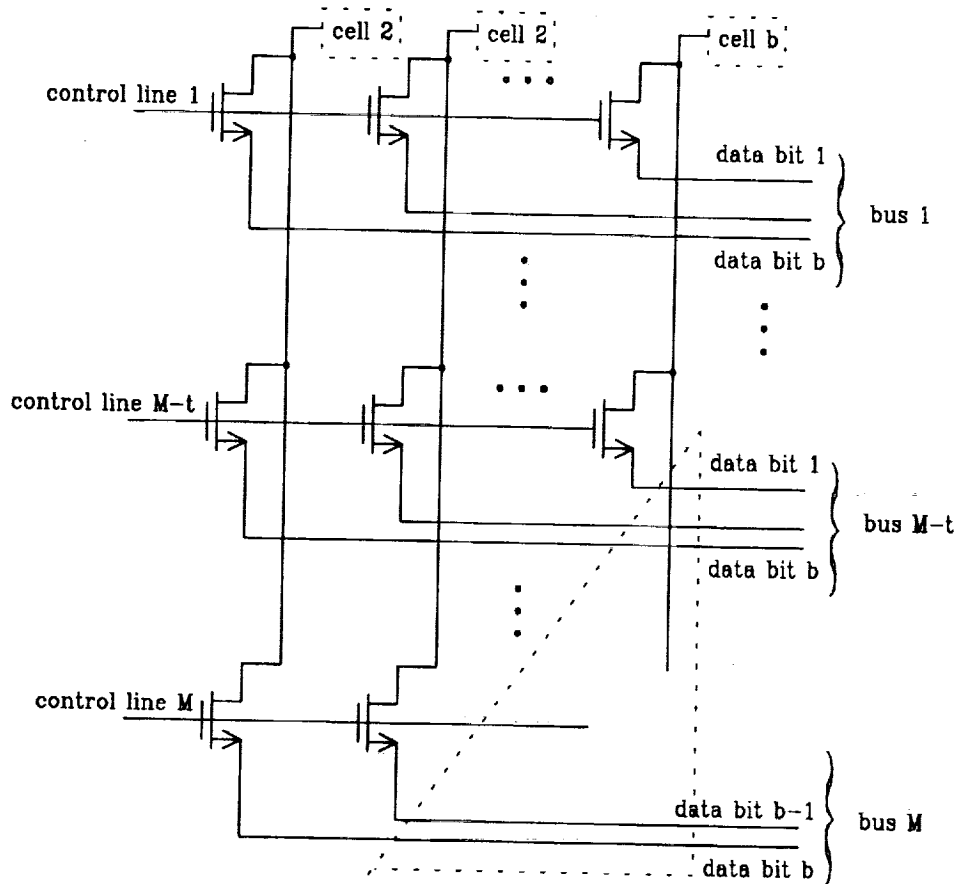 cell 2
cell 2
cell b
control line 1
data bit 1
bus 1
data bit b
control line M-t
data bit 1
bus M-t
data bit b
control line M
data bit b-1
bus M
data bit b